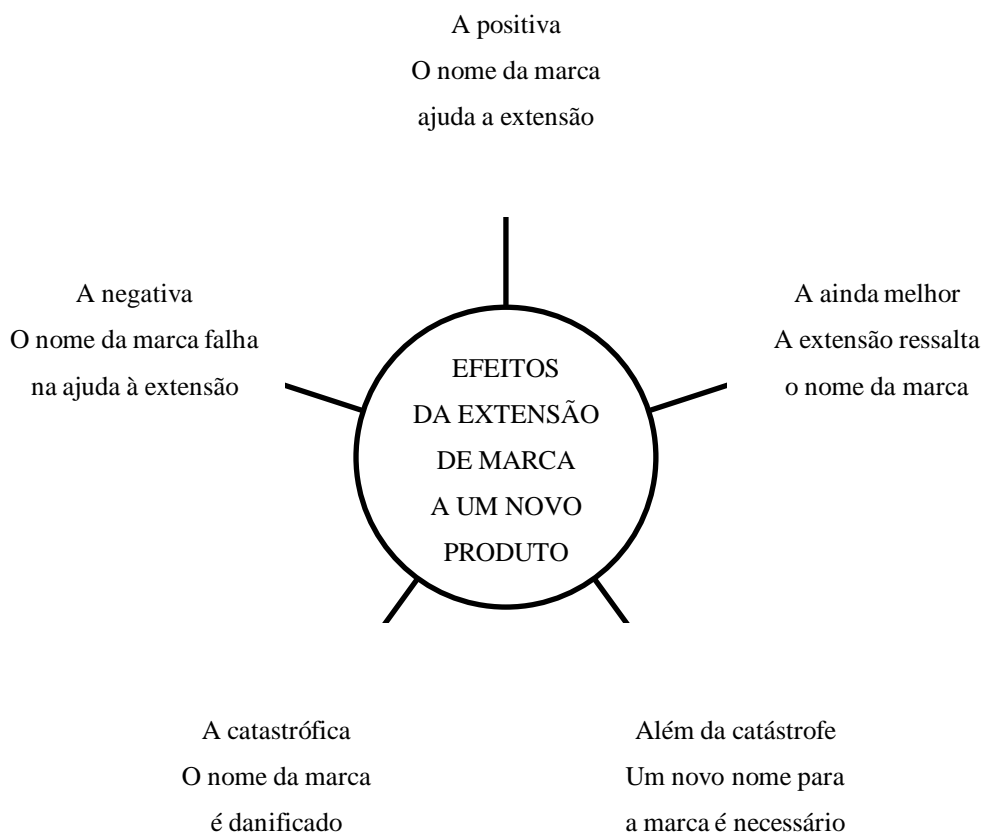 A positiva
O nome da marca
ajuda a extensão
A negativa
O nome da marca falha
na ajuda à extensão
A ainda melhor
A extensão ressalta
o nome da marca
EFEITOS
DA EXTENSÃO
DE MARCA
A UM NOVO
PRODUTO
A catastrófica
O nome da marca
é danificado
Além da catástrofe
Um novo nome para
a marca é necessário